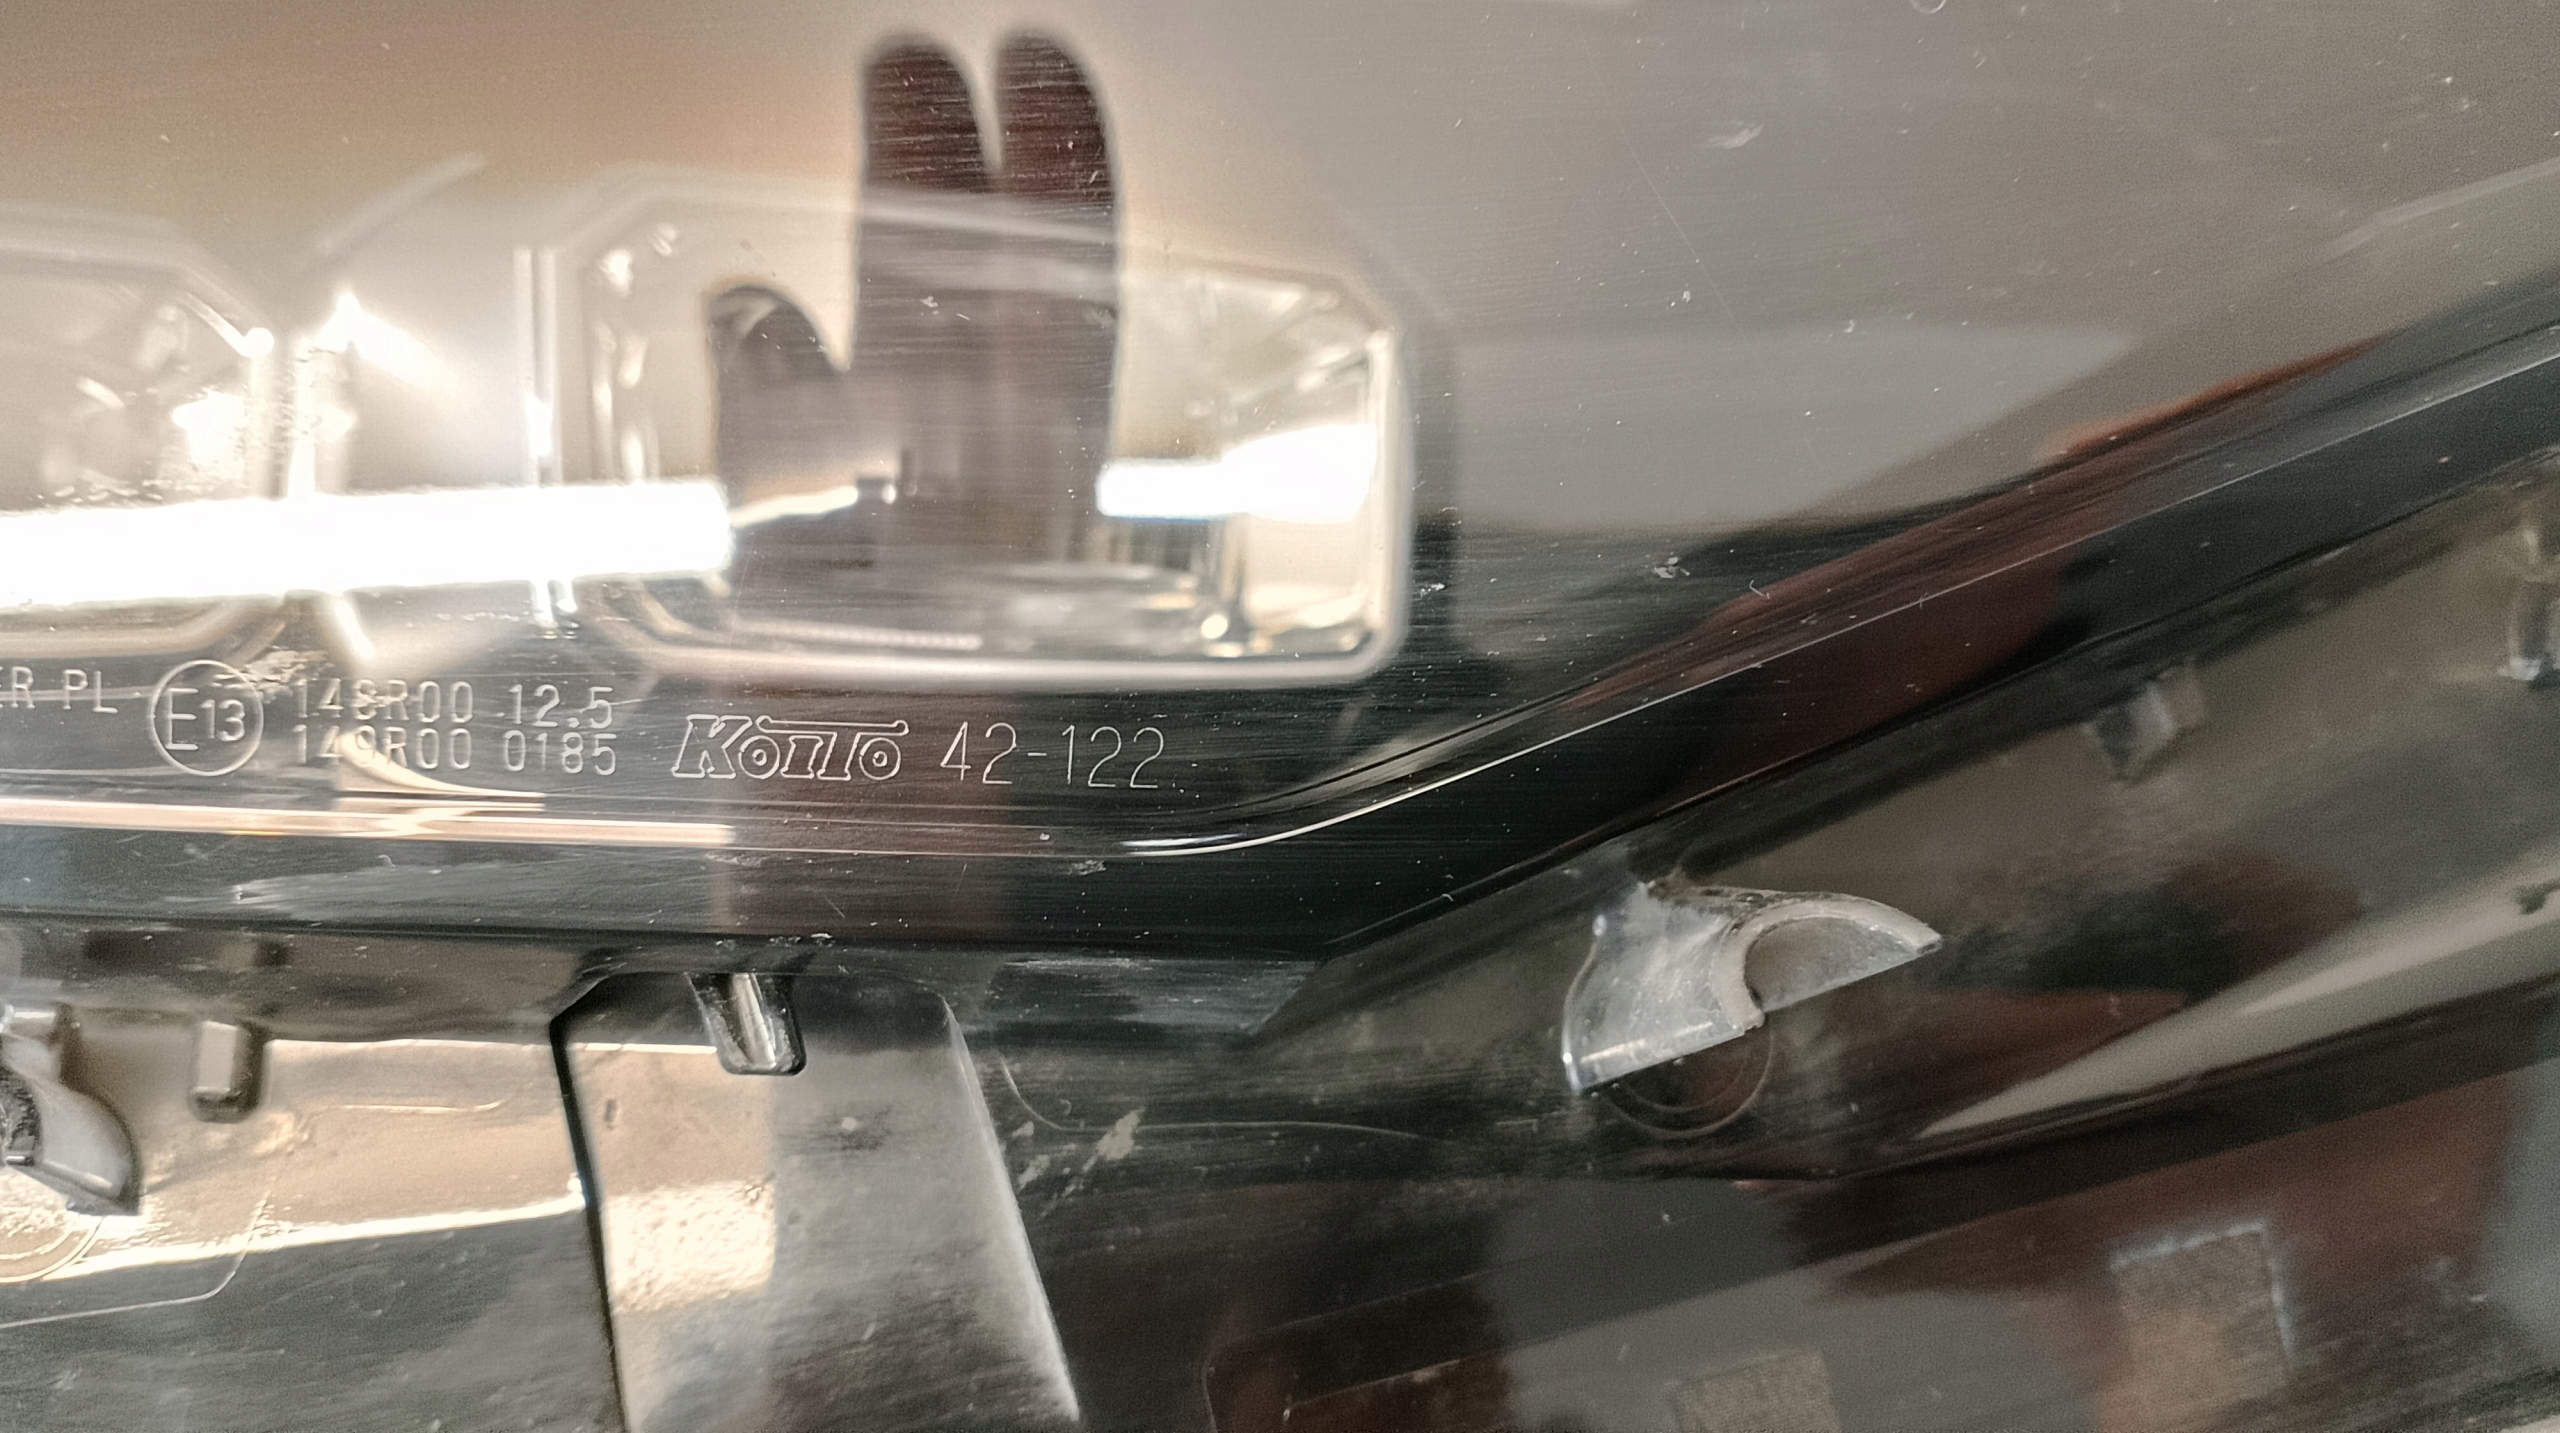 ER PL E13 148R00 12.5
149R00 0185 KOITO 42-122